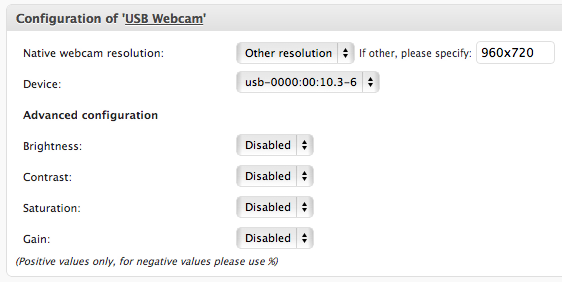 Configuration of 'USB Webcam'
Native webcam resolution: Other resolution If other, please specify: 960x720
Device: usb-0000:00:10.3-6
Advanced configuration
Brightness: Disabled
Contrast: Disabled
Saturation: Disabled
Gain: Disabled
(Positive values only, for negative values please use %)